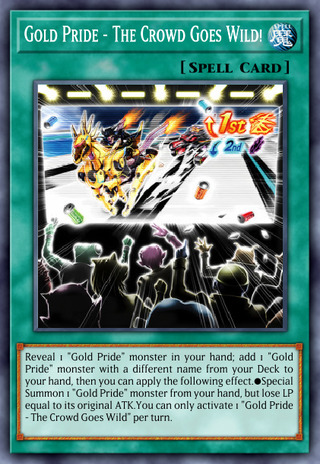 Gold Pride - The Crowd Goes Wild!
魔
[ Spell Card ]
1st
2nd
Reveal 1 "Gold Pride" monster in your hand; add 1 "Gold
Pride" monster with a different name from your Deck to
your hand, then you can apply the following effect.●Special
Summon 1 "Gold Pride" monster from your hand, but lose LP
equal to its original ATK.You can only activate 1 "Gold Pride
- The Crowd Goes Wild" per turn.